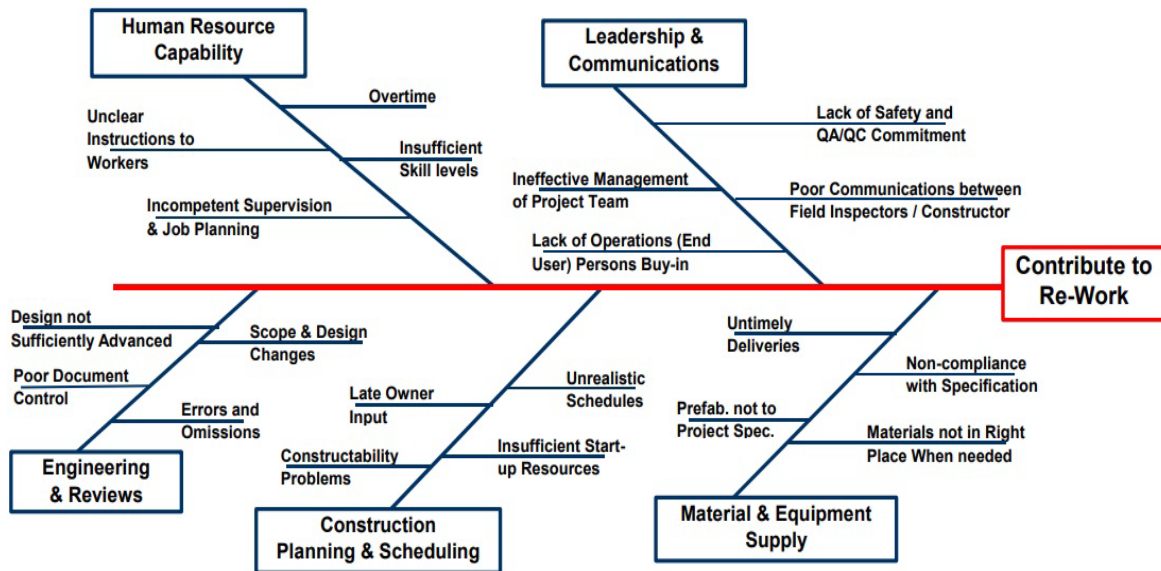 Human Resource
Capability
Overtime
Unclear
Instructions to
Workers
Insufficient
Skill levels
Incompetent Supervision
& Job Planning
Leadership &
Communications
Lack of Safety and
QA/QC Commitment
Ineffective Management
of Project Team
Poor Communications between
Field Inspectors / Constructor
Lack of Operations (End
User) Persons Buy-in
Contribute to
Re-Work
Design not
Sufficiently Advanced
Scope & Design
Changes
Poor Document
Control
Errors and
Omissions
Engineering
& Reviews
Unrealistic
Schedules
Late Owner
Input
Insufficient Start-
up Resources
Constructability
Problems
Construction
Planning & Scheduling
Untimely
Deliveries
Non-compliance
with Specification
Prefab. not to
Project Spec.
Materials not in Right
Place When needed
Material & Equipment
Supply